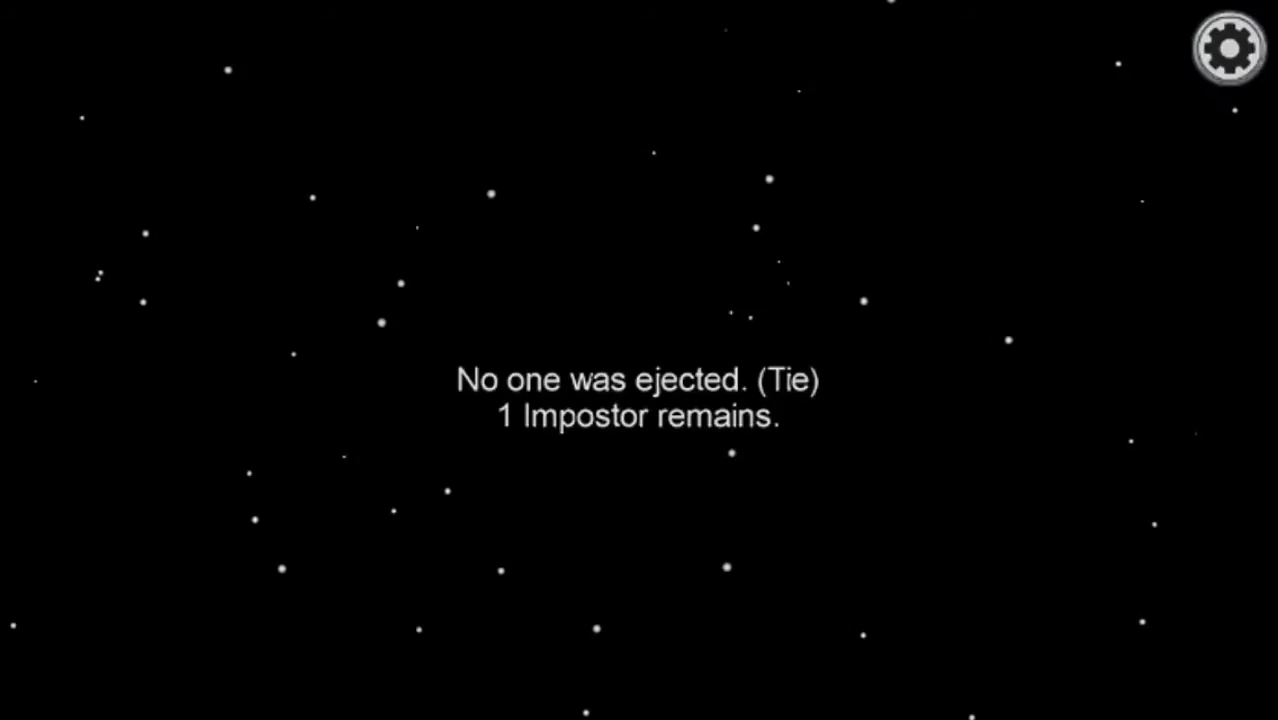 No one was ejected. (Tie)
1 Impostor remains.